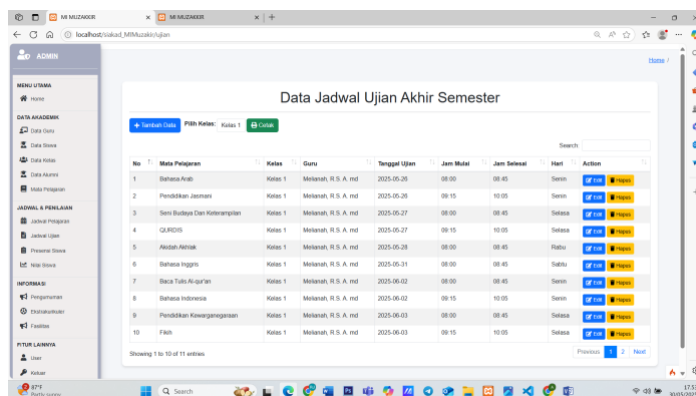 MI MUZAKKIR
MI MUZAKKIR
localhost/siakad_MIMuzakir/ujian
ADMIN
Home /
MENU UTAMA
Home
DATA AKADEMIK
Data Guru
Data Siswa
Data Kelas
Data Alumni
Mata Pelajaran
JADWAL & PENILAIAN
Jadwal Pelajaran
Jadwal Ujian
Presensi Siswa
Nilai Siswa
INFORMASI
Pengumuman
Ekstrakurikuler
Fasilitas
FITUR LAINNYA
User
Keluar
Data Jadwal Ujian Akhir Semester
+ Tambah Data Pilih Kelas: Kelas 1 Cetak
Search
No Mata Pelajaran Kelas Guru Tanggal Ujian Jam Mulai Jam Selesai Hari Action
1 Bahasa Arab Kelas 1 Melianah, R.S. A. md 2025-05-26 08:00 08:45 Senin Edit Hapus
2 Pendidikan Jasmani Kelas 1 Melianah, R.S. A. md 2025-05-26 09:15 10:05 Senin Edit Hapus
3 Seni Budaya Dan Keterampilan Kelas 1 Melianah, R.S. A. md 2025-05-27 08:00 08:45 Selasa Edit Hapus
4 QURDIS Kelas 1 Melianah, R.S. A. md 2025-05-27 09:15 10:05 Selasa Edit Hapus
5 Akidah Akhlak Kelas 1 Melianah, R.S. A. md 2025-05-28 08:00 08:45 Rabu Edit Hapus
6 Bahasa Inggris Kelas 1 Melianah, R.S. A. md 2025-05-31 08:00 08:45 Sabtu Edit Hapus
7 Baca Tulis Al-qur'an Kelas 1 Melianah, R.S. A. md 2025-06-02 08:00 08:45 Senin Edit Hapus
8 Bahasa Indonesia Kelas 1 Melianah, R.S. A. md 2025-06-02 09:15 10:05 Senin Edit Hapus
9 Pendidikan Kewarganegaraan Kelas 1 Melianah, R.S. A. md 2025-06-03 08:00 08:45 Selasa Edit Hapus
10 Fikih Kelas 1 Melianah, R.S. A. md 2025-06-03 09:15 10:05 Selasa Edit Hapus
Showing 1 to 10 of 11 entries
Previous 1 2 Next
87°F
Partly sunny
Search
17.53
30/05/202